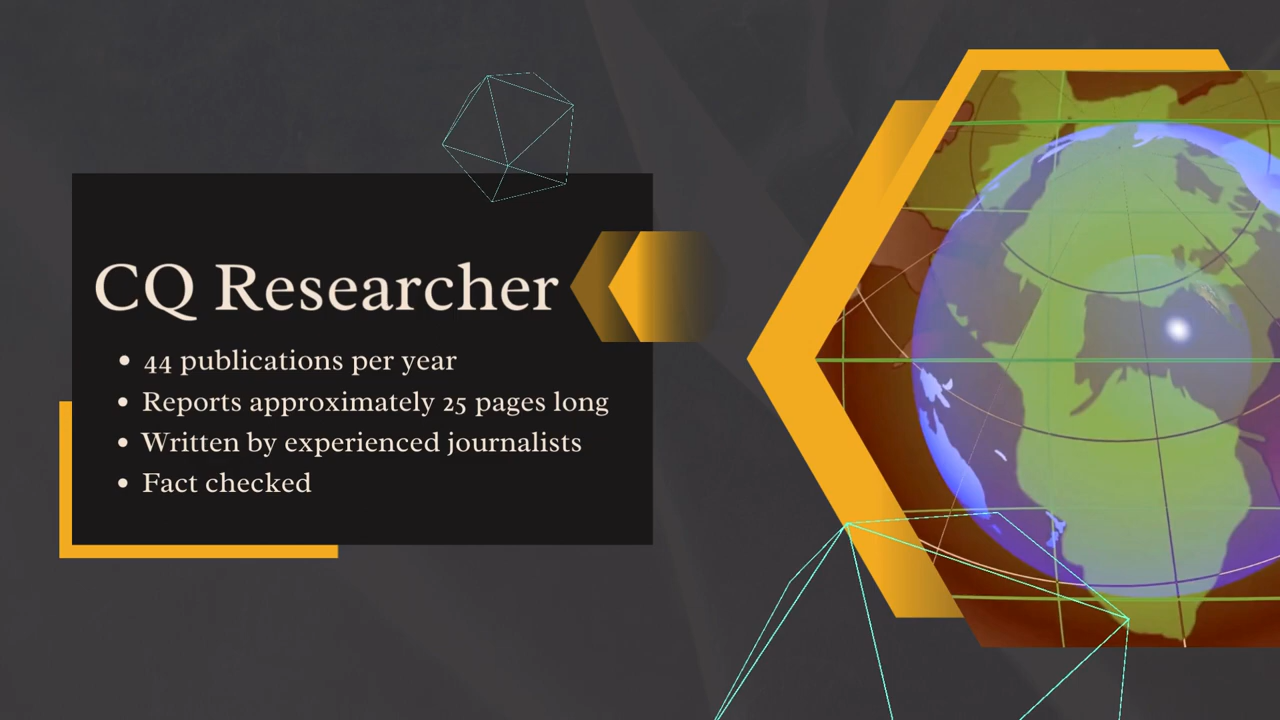 CQ Researcher
• 44 publications per year
• Reports approximately 25 pages long
• Written by experienced journalists
• Fact checked